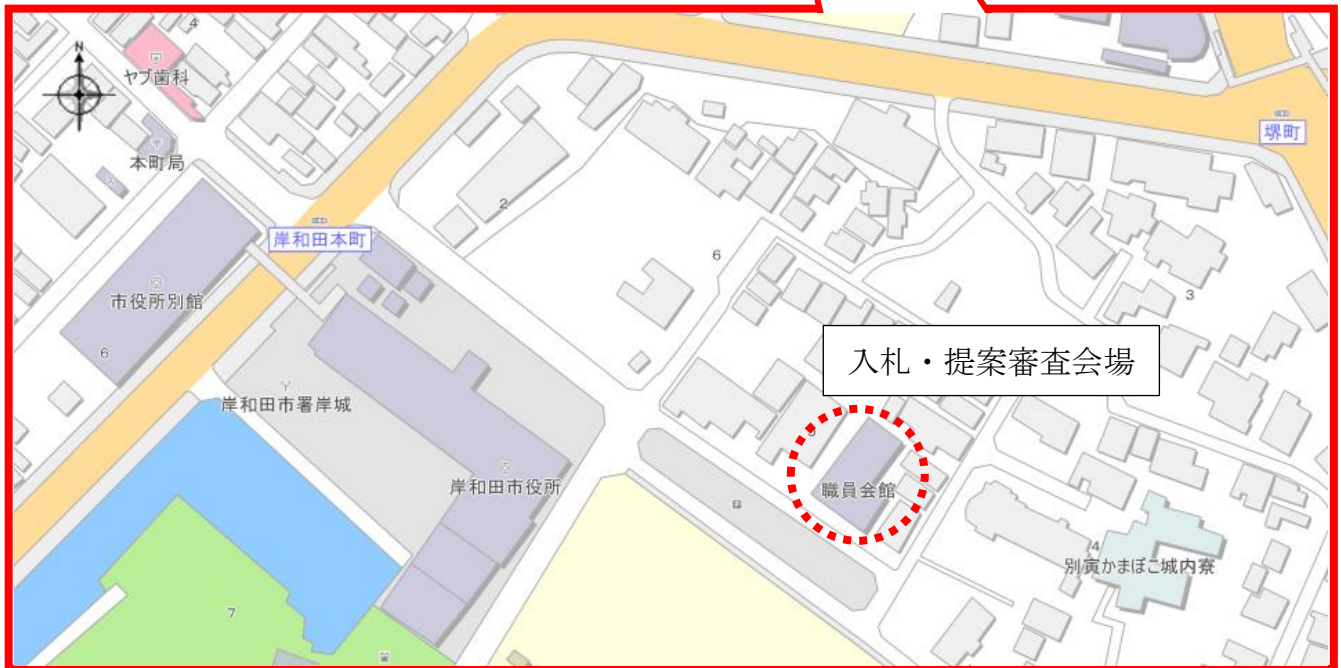 4
N
ヤブ歯科
本町局
堺町
2
岸和田本町
市役所別館
6
6
3
入札・提案審査会場
岸和田市署岸城
岸和田市役所
5
職員会館
P
4
別寅かまぼこ城内寮
7